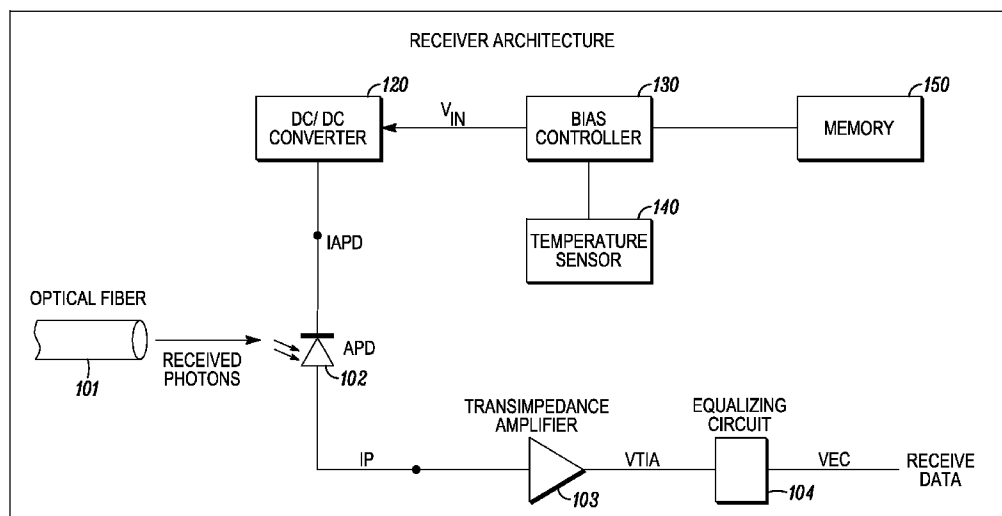 RECEIVER ARCHITECTURE
120
DC/ DC
CONVERTER
VIN
130
BIAS
CONTROLLER
150
MEMORY
140
TEMPERATURE
SENSOR
IAPD
OPTICAL FIBER
101
RECEIVED
PHOTONS
APD
102
TRANSIMPEDANCE
AMPLIFIER
IP
103
VTIA
EQUALIZING
CIRCUIT
104
VEC
RECEIVE
DATA